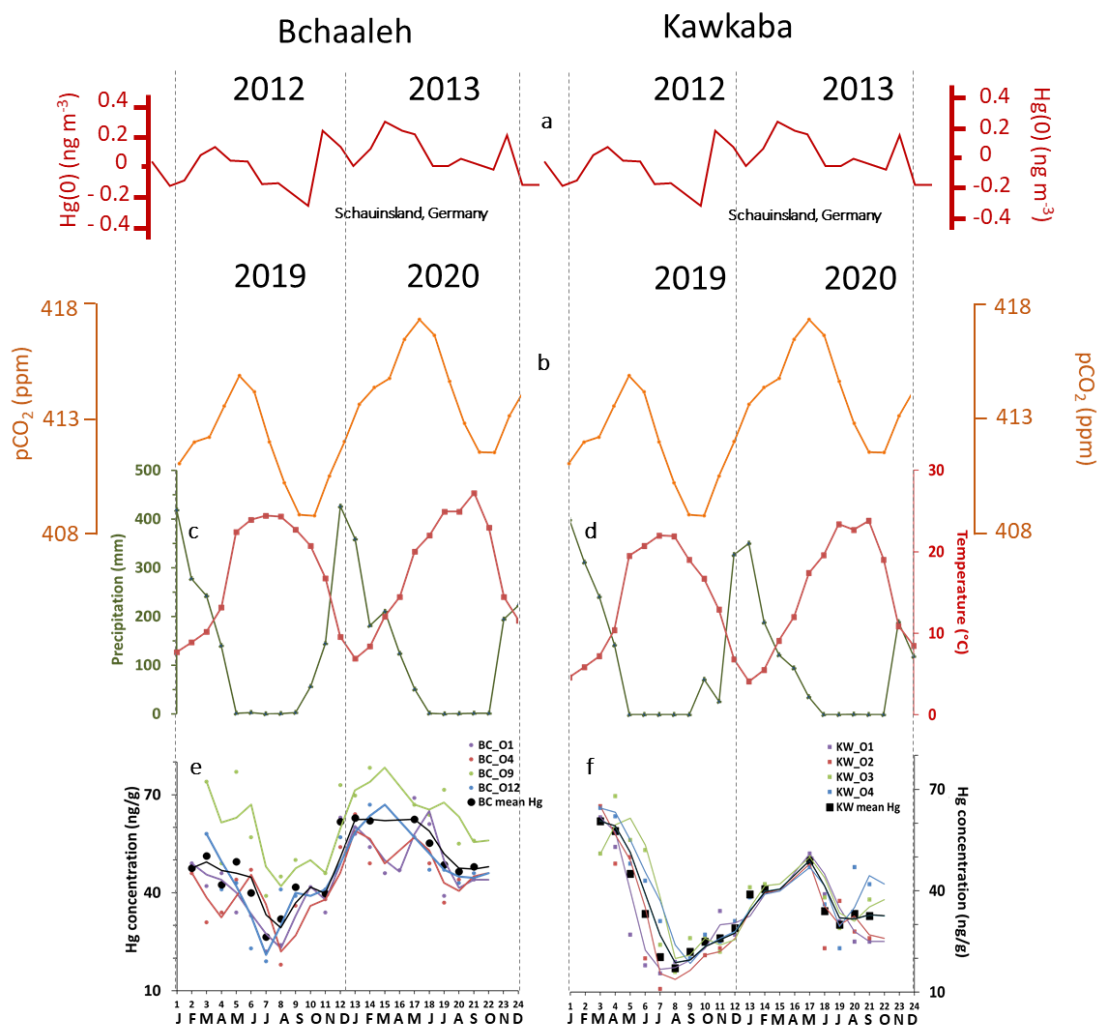 Bchaaleh
Kawkaba
2012
2013
2012
2013
Hg(0) (ng m-3)
0.4
0.2
0
- 0.2
- 0.4
Schauinsland, Germany
a
Schauinsland, Germany
0.4
0.2
0
-0.2
-0.4
Hg(0) (ng m-3)
2019
2020
2019
2020
pCO2 (ppm)
418
413
408
b
418
413
408
pCO2 (ppm)
Precipitation (mm)
500
400
300
200
100
0
c
d
30
20
10
0
Temperature (°C)
Hg concentration (ng/g)
70
40
10
e
BC_O1
BC_O4
BC_O9
BC_O12
BC mean Hg
f
KW_O1
KW_O2
KW_O3
KW_O4
KW mean Hg
70
40
10
Hg concentration (ng/g)
1 2 3 4 5 6 7 8 9 10 11 12 13 14 15 16 17 18 19 20 21 22 23 24
J F M A M J J A S O N D J F M A M J J A S O N D
1 2 3 4 5 6 7 8 9 10 11 12 13 14 15 16 17 18 19 20 21 22 23 24
J F M A M J J A S O N D J F M A M J J A S O N D